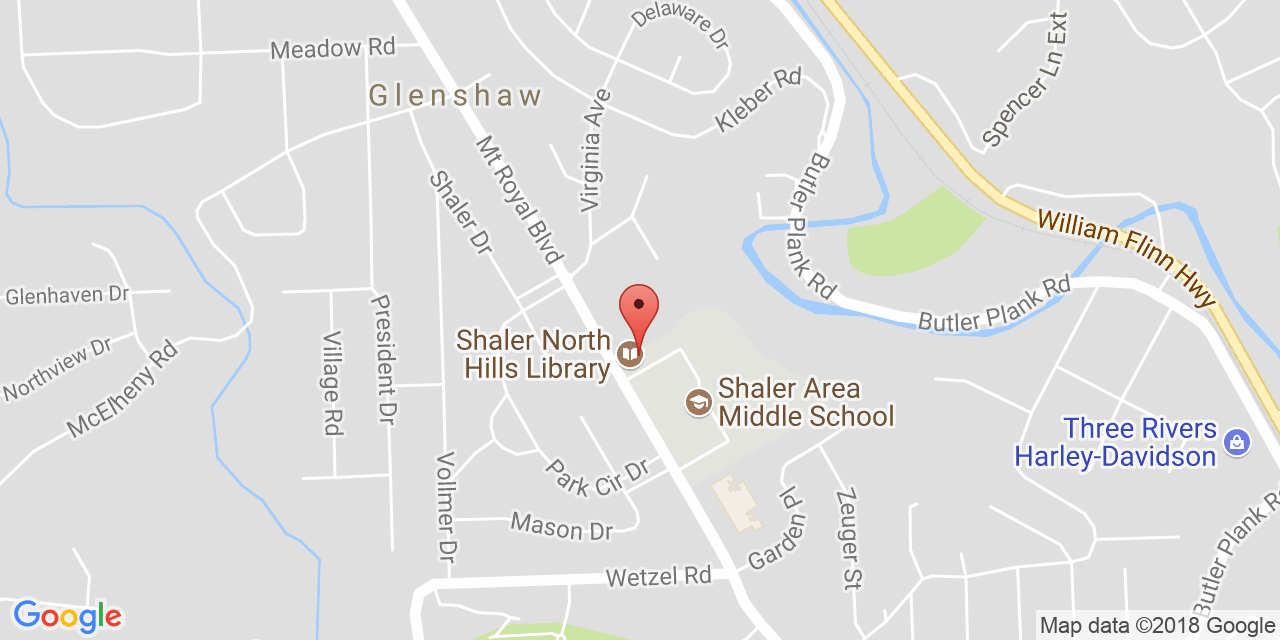 Delaware Dr
Meadow Rd
Spencer Ln Ext
Glenshaw
Kleber Rd
Virginia Ave
Mt Royal Blvd
Shaler Dr
Butler Plank Rd
William Flinn Hwy
Glenhaven Dr
Butler Plank Rd
President Dr
Village Rd
Northview Dr
McElheny Rd
Shaler North
Hills Library
Shaler Area
Middle School
Three Rivers
Harley-Davidson
Park Cir Dr
Vollmer Dr
Garden Pl
Zeuger St
Mason Dr
Butler Plank Rd
Wetzel Rd
Google
Map data ©2018 Google